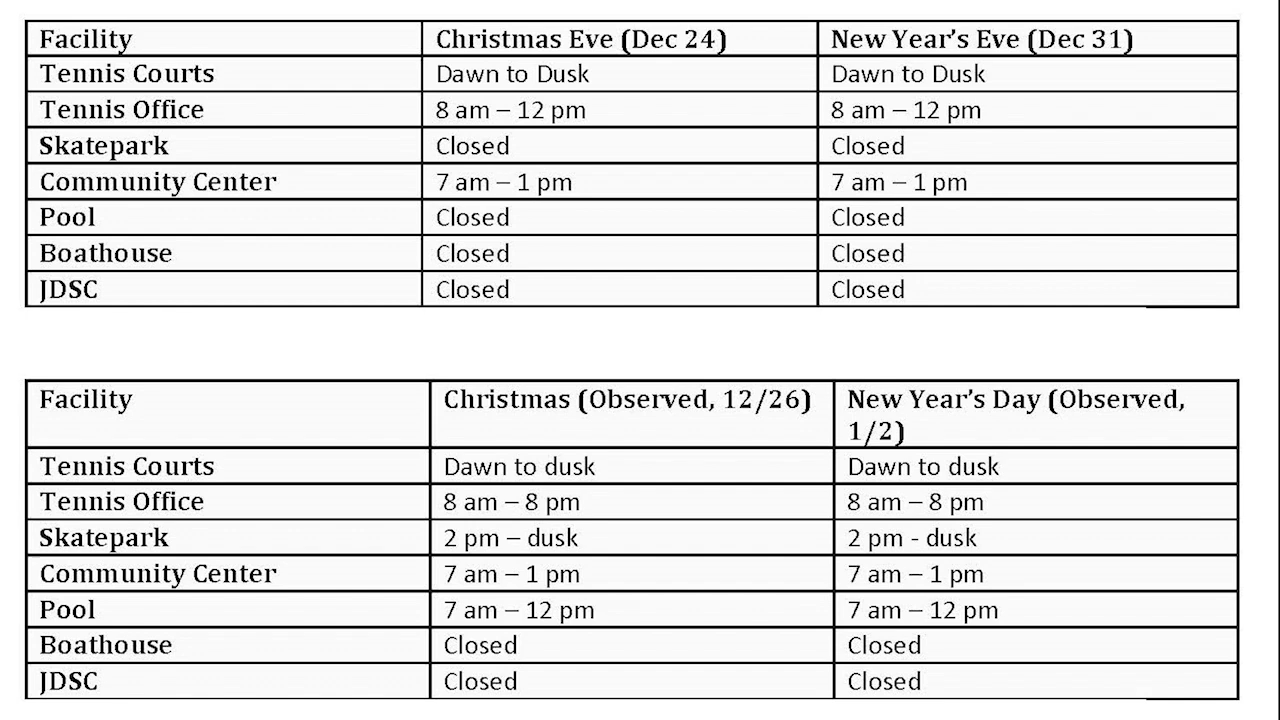 Facility Christmas Eve (Dec 24) New Year’s Eve (Dec 31)
Tennis Courts Dawn to Dusk Dawn to Dusk
Tennis Office 8 am – 12 pm 8 am – 12 pm
Skatepark Closed Closed
Community Center 7 am – 1 pm 7 am – 1 pm
Pool Closed Closed
Boathouse Closed Closed
JDSC Closed Closed
Facility Christmas (Observed, 12/26) New Year’s Day (Observed,
1/2)
Tennis Courts Dawn to dusk Dawn to dusk
Tennis Office 8 am – 8 pm 8 am – 8 pm
Skatepark 2 pm – dusk 2 pm - dusk
Community Center 7 am – 1 pm 7 am – 1 pm
Pool 7 am – 12 pm 7 am – 12 pm
Boathouse Closed Closed
JDSC Closed Closed